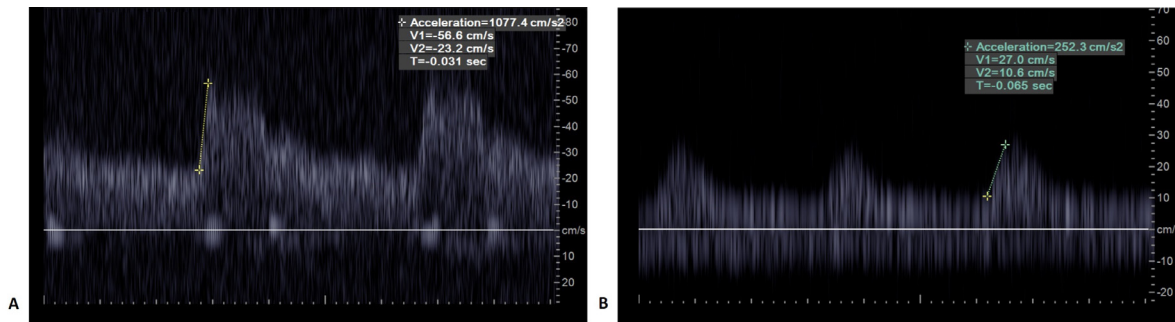 Acceleration=1077.4 cm/s2
V1=-56.6 cm/s
V2=-23.2 cm/s
T=-0.031 sec
-80
-70
-60
-50
-40
-30
-20
-10
cm/s
10
20
A
Acceleration=252.3 cm/s2
V1=27.0 cm/s
V2=10.6 cm/s
T=-0.065 sec
70
60
50
40
30
20
10
cm/
-10
-20
B